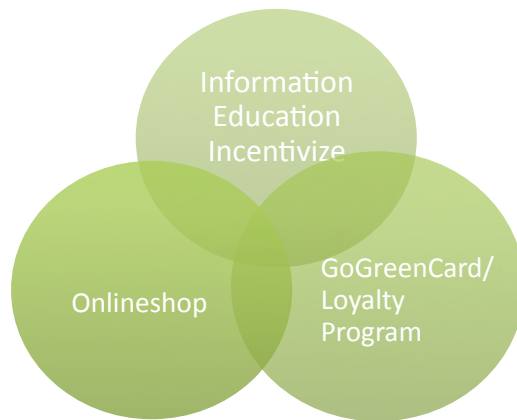 Information
Education
Incentivize
Onlineshop
GoGreenCard/
Loyalty
Program